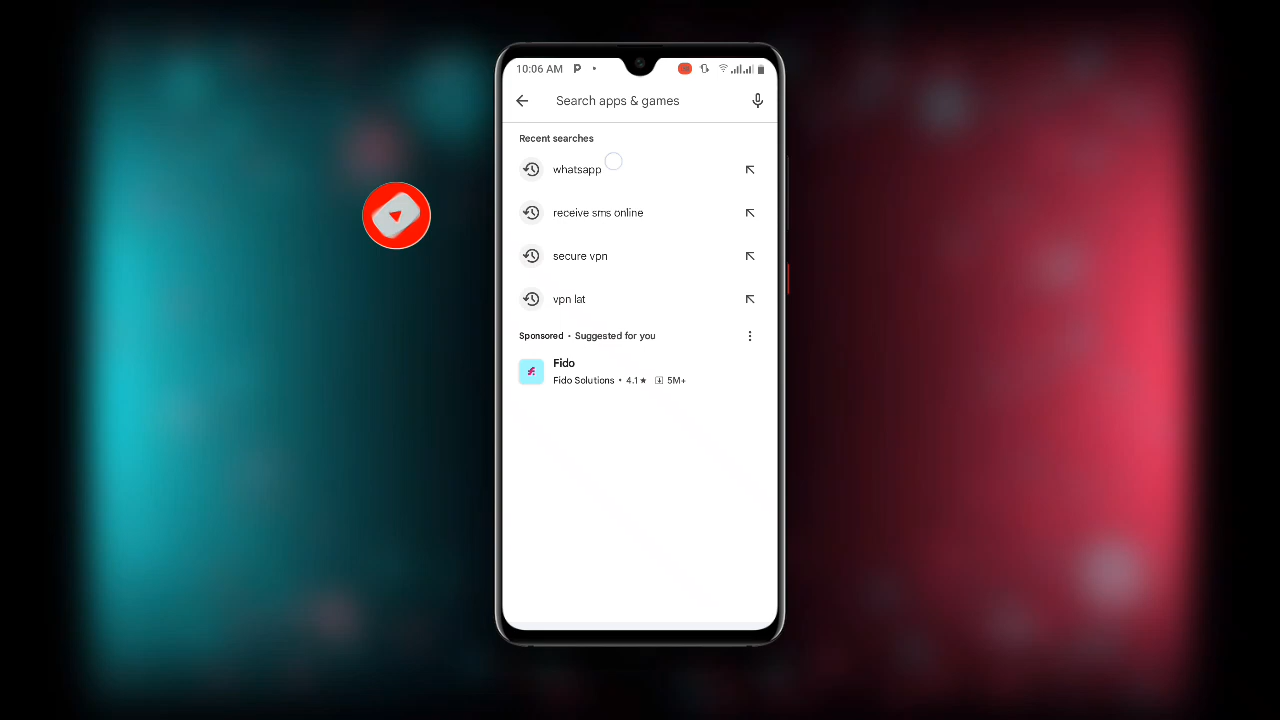 10:06 AM P
Search apps & games
Recent searches
whatsapp
receive sms online
secure vpn
vpn lat
Sponsored • Suggested for you
Fido
Fido Solutions • 4.1★ 5M+